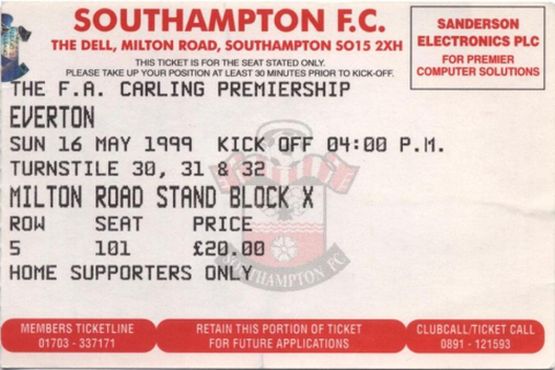 SOUTHAMPTON F.C.
THE DELL, MILTON ROAD, SOUTHAMPTON SO15 2XH
THIS TICKET IS FOR THE SEAT STATED ONLY.
PLEASE TAKE UP YOUR POSITION AT LEAST 30 MINUTES PRIOR TO KICK-OFF.
SANDERSON
ELECTRONICS PLC
FOR PREMIER
COMPUTER SOLUTIONS
THE F.A. CARLING PREMIERSHIP
EVERTON
SUN 16 MAY 1999 KICK OFF 04:00 P.M.
TURNSTILE 30, 31 & 32
MILTON ROAD STAND BLOCK X
ROW SEAT PRICE
5 101 £20.00
HOME SUPPORTERS ONLY
SOUTHAMPTON FC
MEMBERS TICKETLINE
01703 - 337171
RETAIN THIS PORTION OF TICKET
FOR FUTURE APPLICATIONS
CLUBCALL/TICKET CALL
0891 - 121593